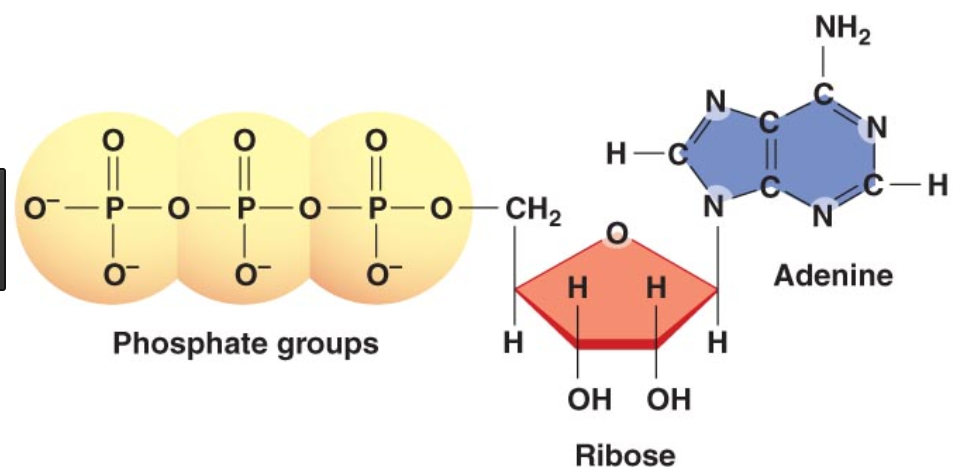 NH₂
N C N
O O O H C C
O⁻ P O P O P O CH₂ N C N C H
O⁻ O⁻ O⁻ O Adenine
H H
Phosphate groups H H
OH OH
Ribose